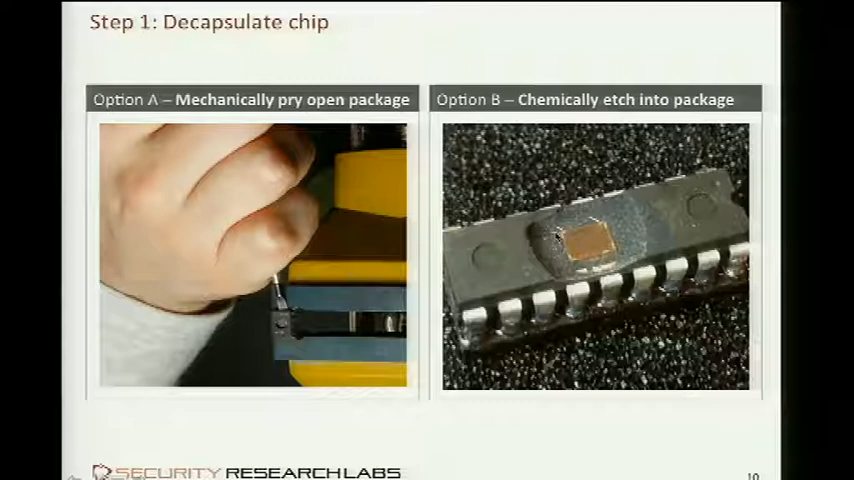 Step 1: Decapsulate chip
Option A – Mechanically pry open package
Option B – Chemically etch into package
SECURITY RESEARCH LABS
10